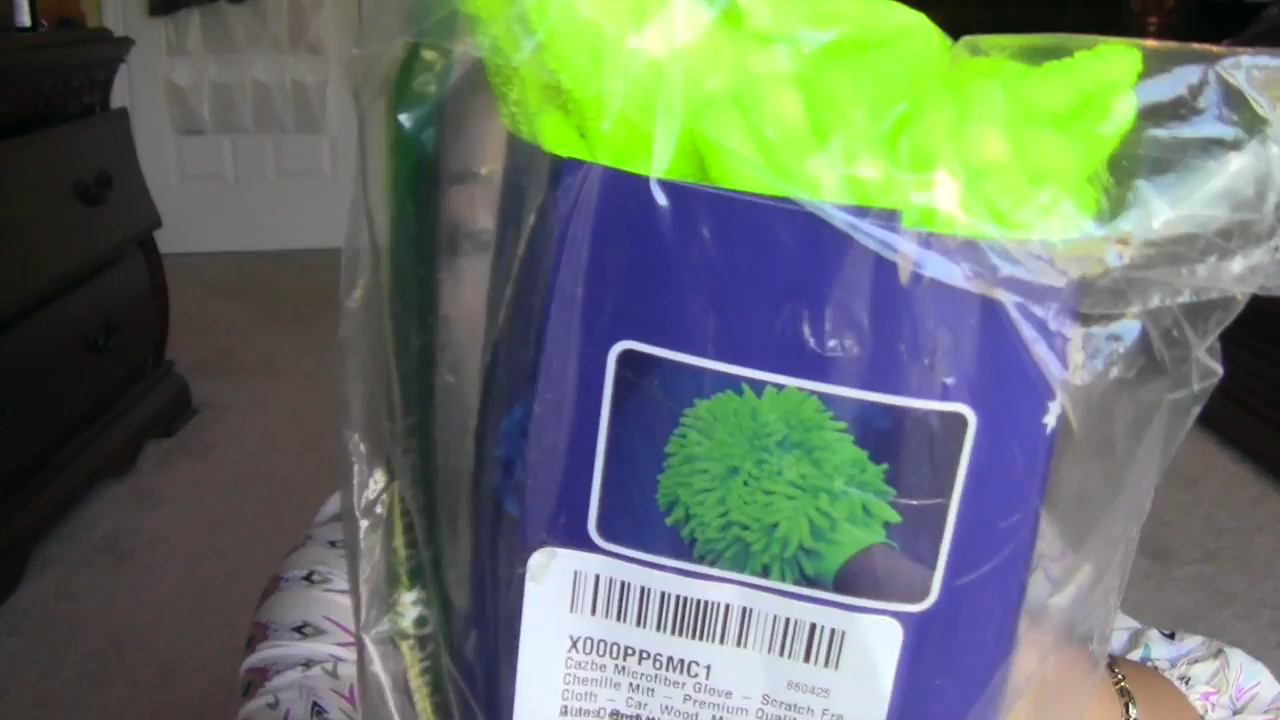 X000PP6MC1
860425
Cazbe Microfiber Glove – Scratch Fre
Chenille Mitt – Premium Quali
Cloth – Car, Wood, M